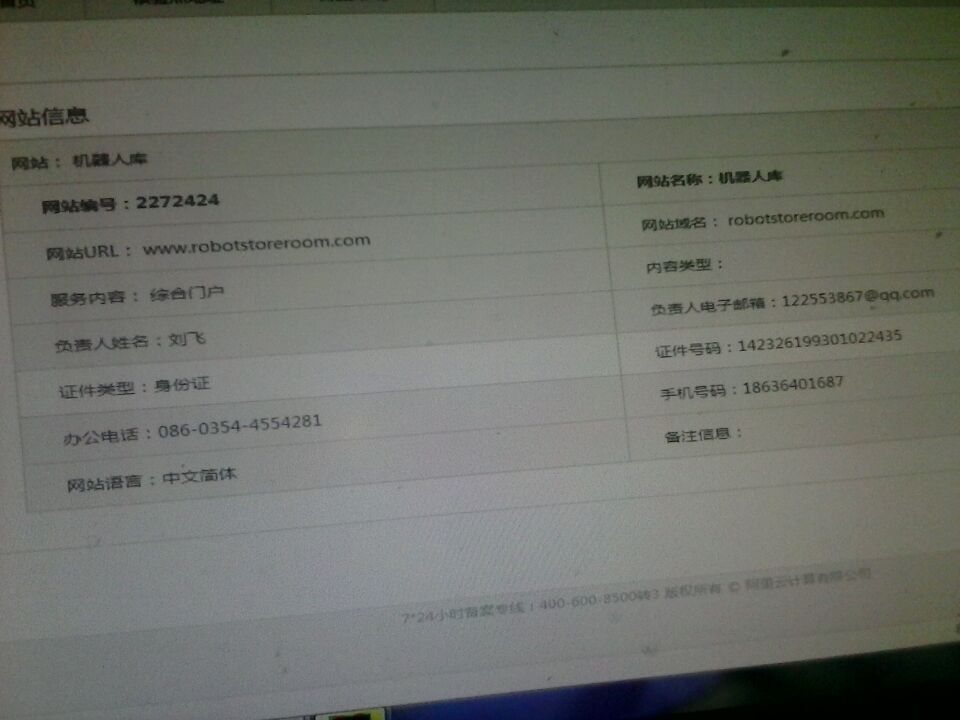 网站信息
网站： 机器人库
网站编号：2272424
网站名称：机器人库
网站URL： www.robotstoreroom.com
网站域名： robotstoreroom.com
服务内容： 综合门户
内容类型：
负责人姓名：刘飞
负责人电子邮箱：122553867@qq.com
证件类型：身份证
证件号码：142326199301022435
办公电话：086-0354-4554281
手机号码：18636401687
网站语言：中文简体
备注信息：
7*24小时备案专线：400-600-8500转3 版权所有 © 阿里云计算有限公司